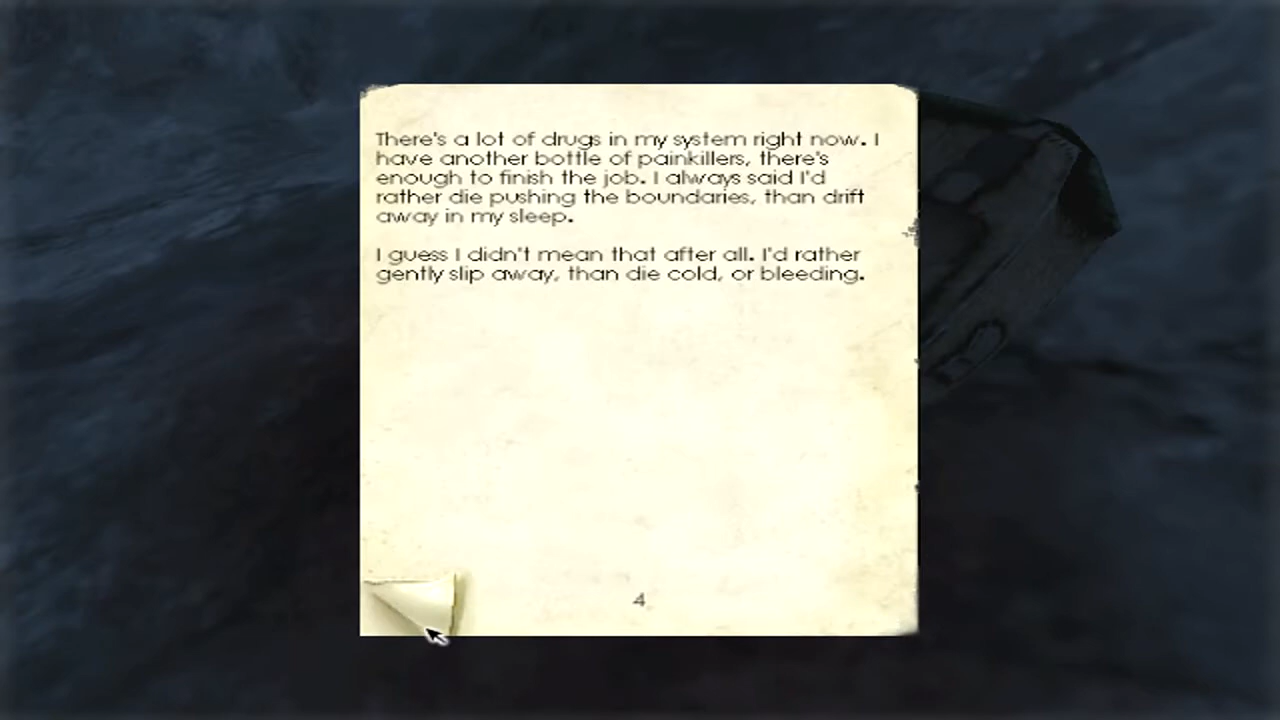 There's a lot of drugs in my system right now. I
have another bottle of painkillers, there's
enough to finish the job. I always said I'd
rather die pushing the boundaries, than drift
away in my sleep.
I guess I didn't mean that after all. I'd rather
gently slip away, than die cold, or bleeding.
4